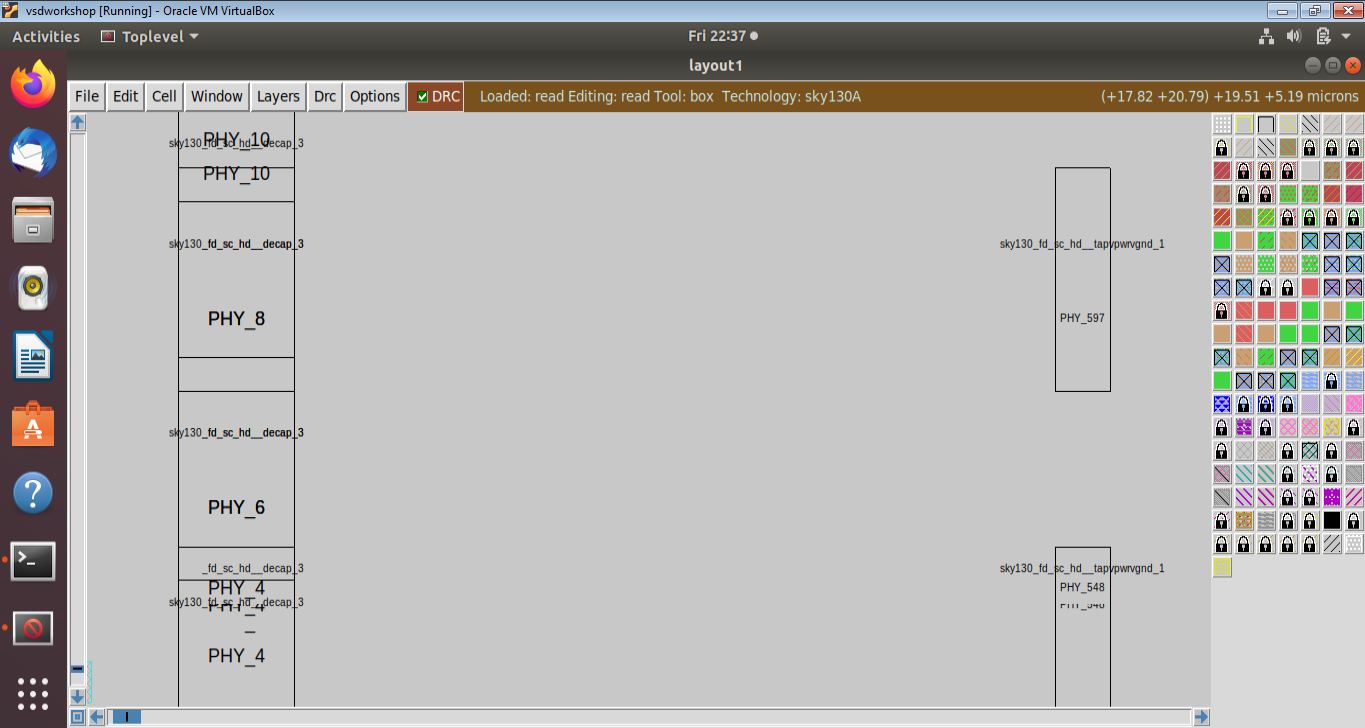 vsdworkshop [Running] - Oracle VM VirtualBox
Activities Toplevel Fri 22:37
layout1
File Edit Cell Window Layers Drc Options DRC Loaded: read Editing: read Tool: box Technology: sky130A (+17.82 +20.79) +19.51 +5.19 microns
PHY_10
sky130_fd_sc_hd__decap_3
PHY_10
sky130_fd_sc_hd__decap_3 sky130_fd_sc_hd__tapvpwrvgnd_1
PHY_8 PHY_597
sky130_fd_sc_hd__decap_3
PHY_6
_fd_sc_hd__decap_3 sky130_fd_sc_hd__tapvpwrvgnd_1
PHY_4 PHY_548
sky130_fd_sc_hd__decap_3 PHY_548
PHY_4